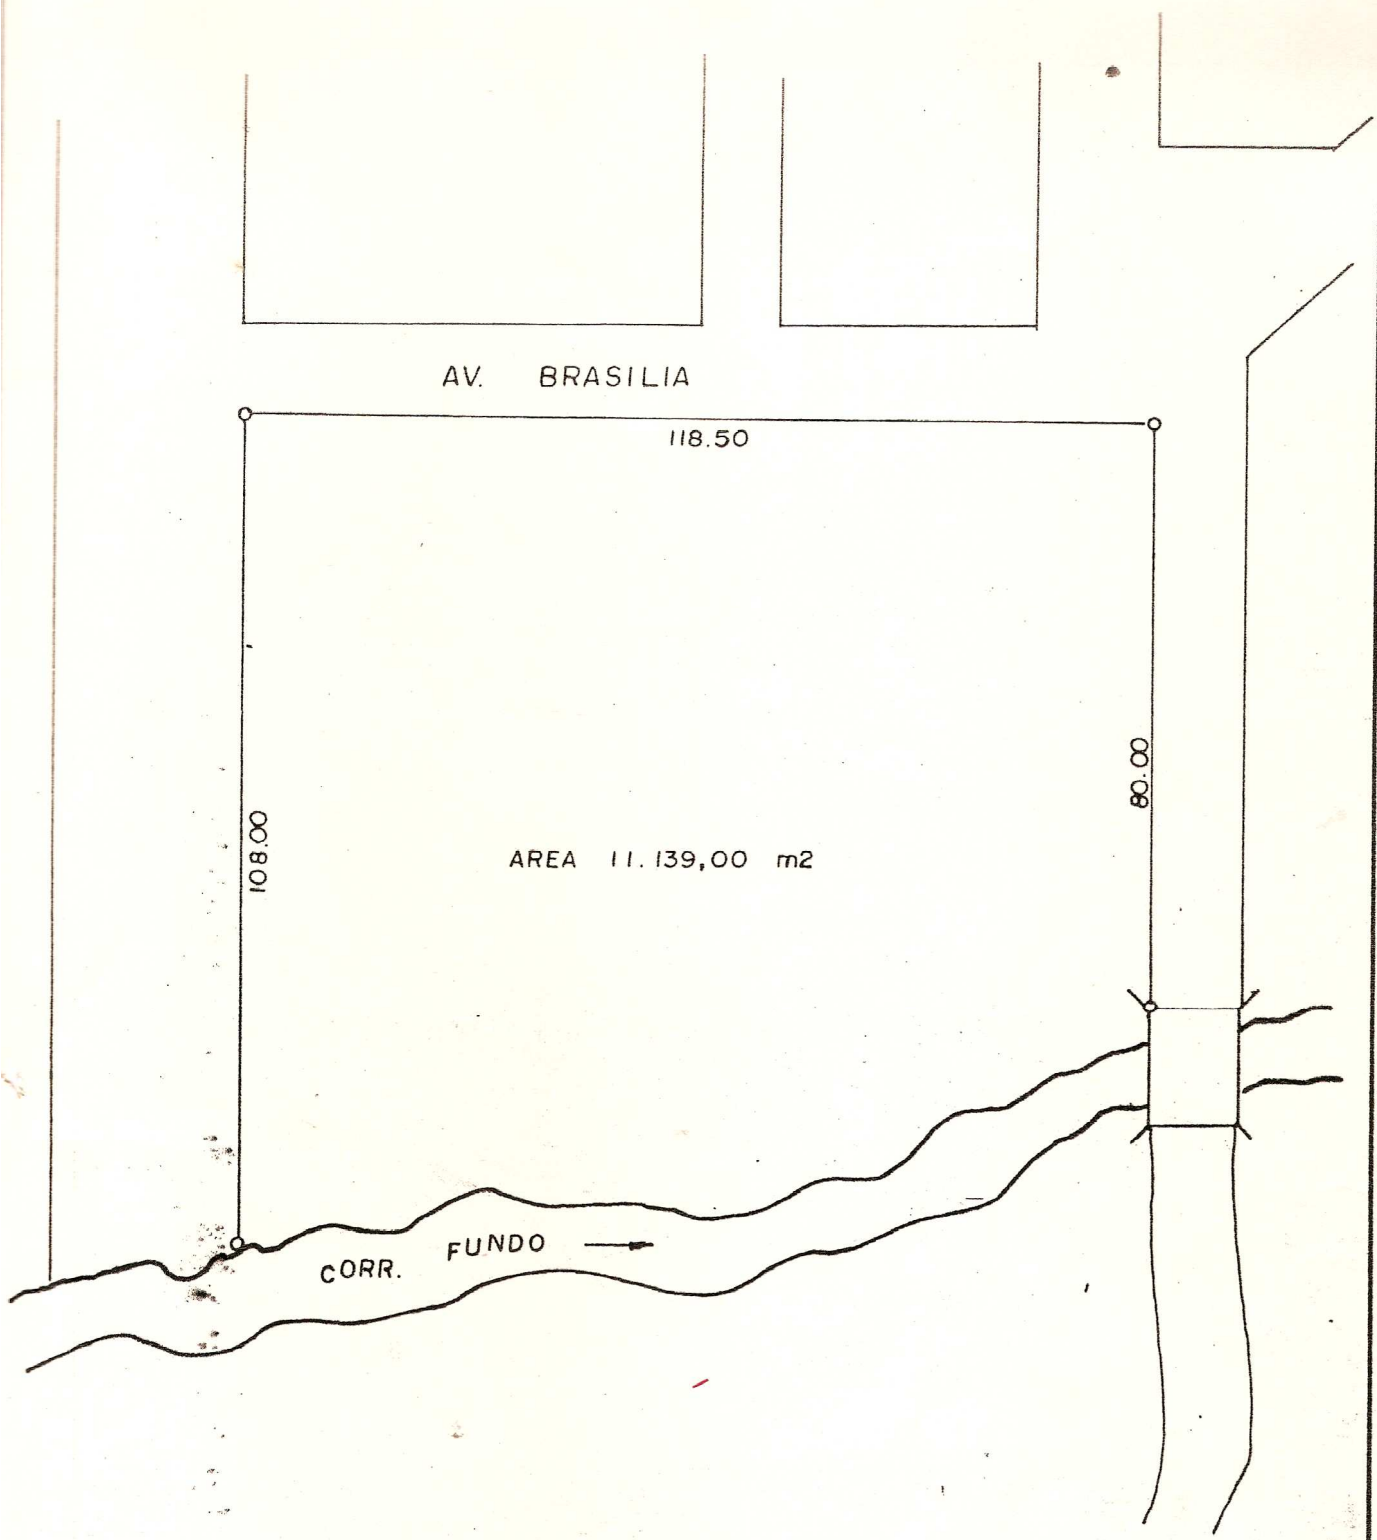 AV. BRASILIA
118.50
80.00
108.00
AREA 11.139,00 m2
CORR. FUNDO